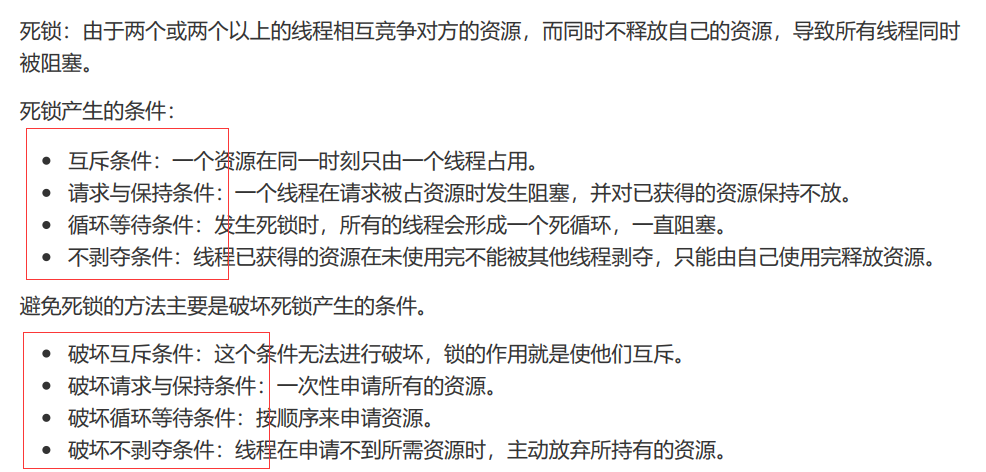 死锁：由于两个或两个以上的线程相互竞争对方的资源，而同时不释放自己的资源，导致所有线程同时
被阻塞。
死锁产生的条件：
• 互斥条件：一个资源在同一时刻只由一个线程占用。
• 请求与保持条件：一个线程在请求被占资源时发生阻塞，并对已获得的资源保持不放。
• 循环等待条件：发生死锁时，所有的线程会形成一个死循环，一直阻塞。
• 不剥夺条件：线程已获得的资源在未使用完不能被其他线程剥夺，只能由自己使用完释放资源。
避免死锁的方法主要是破坏死锁产生的条件。
• 破坏互斥条件：这个条件无法进行破坏，锁的作用就是使他们互斥。
• 破坏请求与保持条件：一次性申请所有的资源。
• 破坏循环等待条件：按顺序来申请资源。
• 破坏不剥夺条件：线程在申请不到所需资源时，主动放弃所持有的资源。